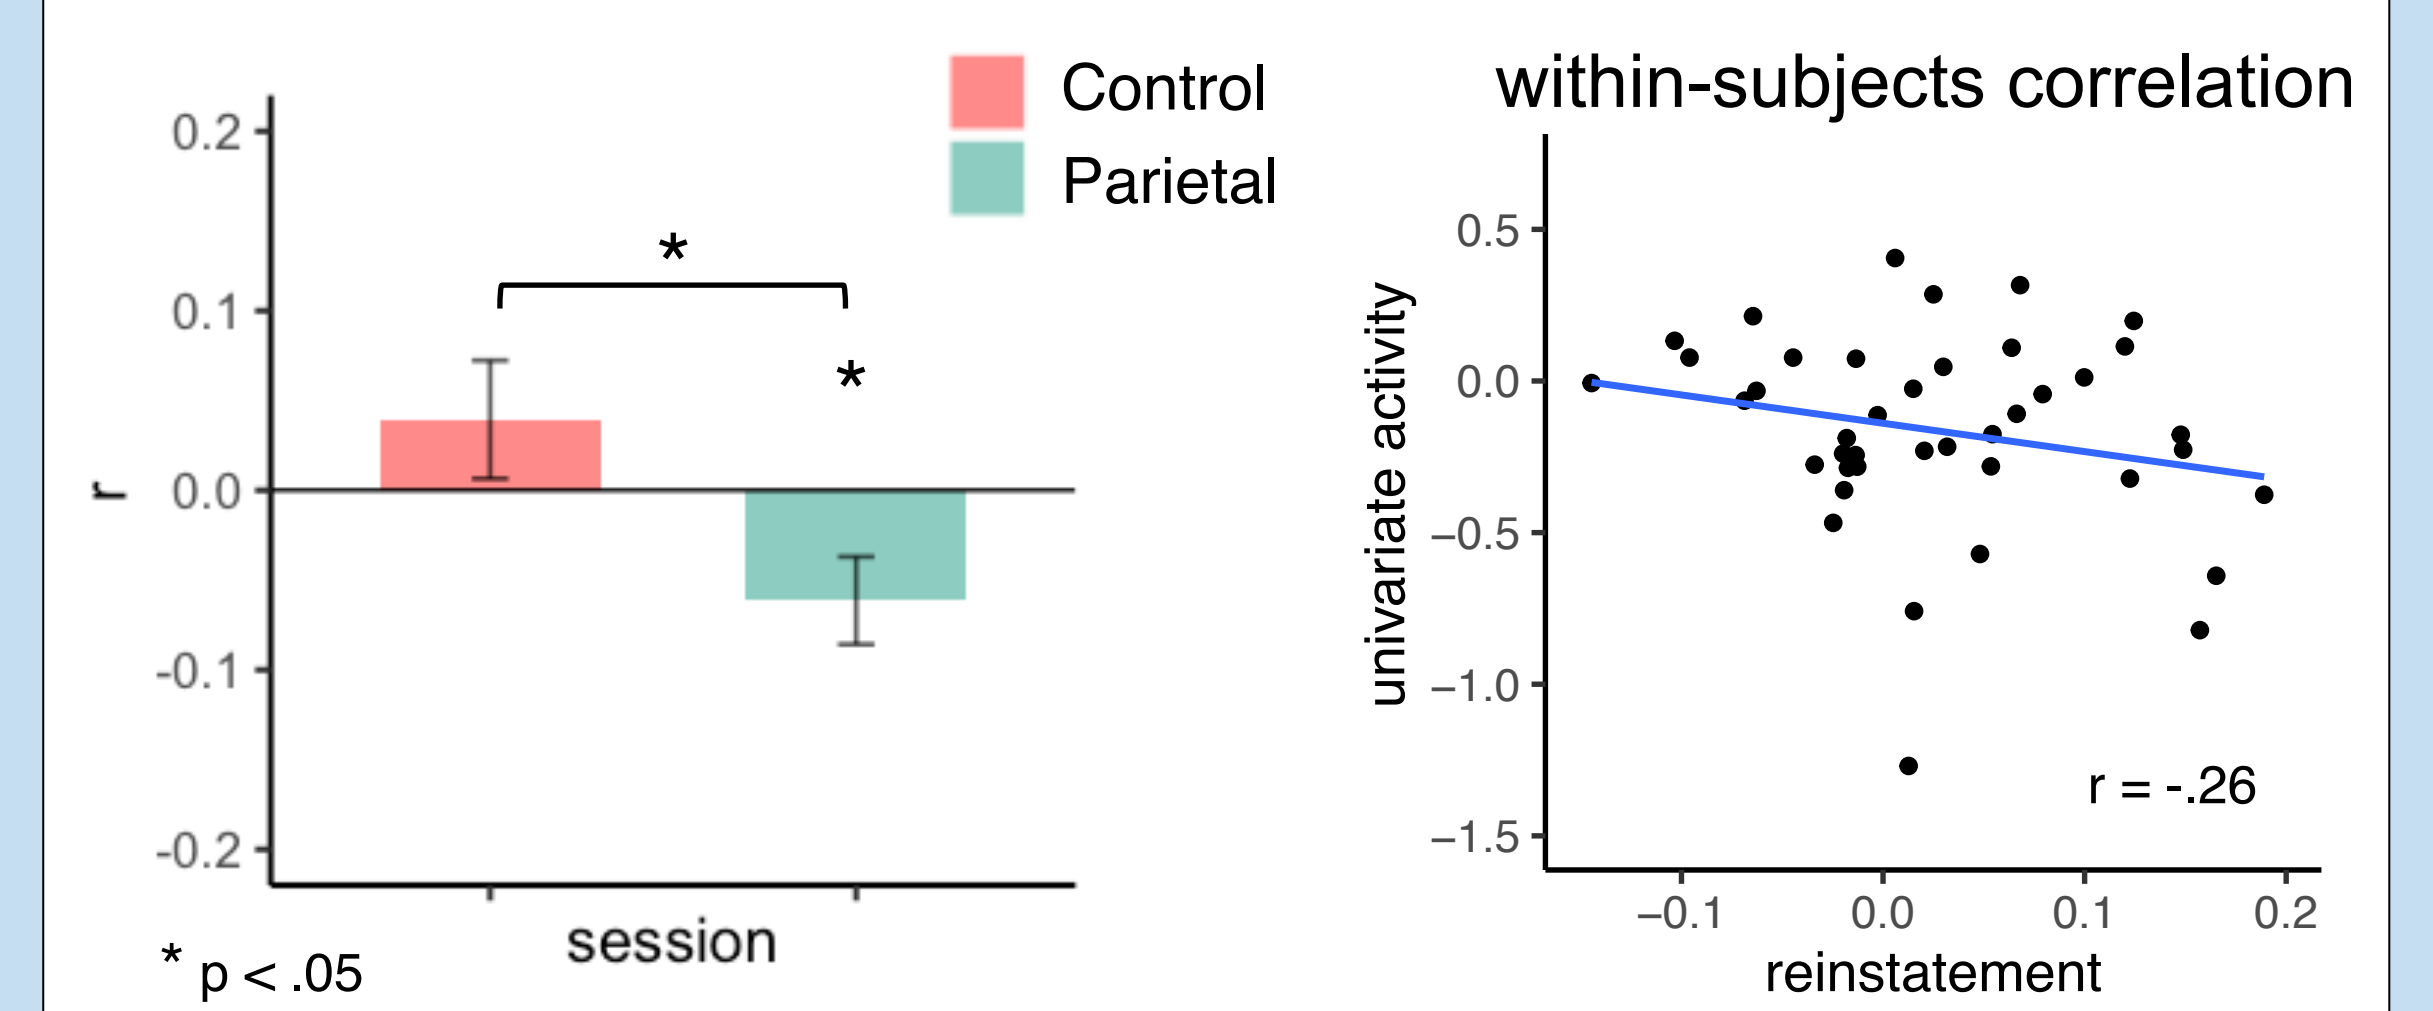 Control
Parietal
0.2
0.1
0.0
-0.1
-0.2
r
*
*
session
* p < .05
within-subjects correlation
0.5
0.0
−0.5
−1.0
−1.5
univariate activity
r = -.26
−0.1
0.0
0.1
0.2
reinstatement